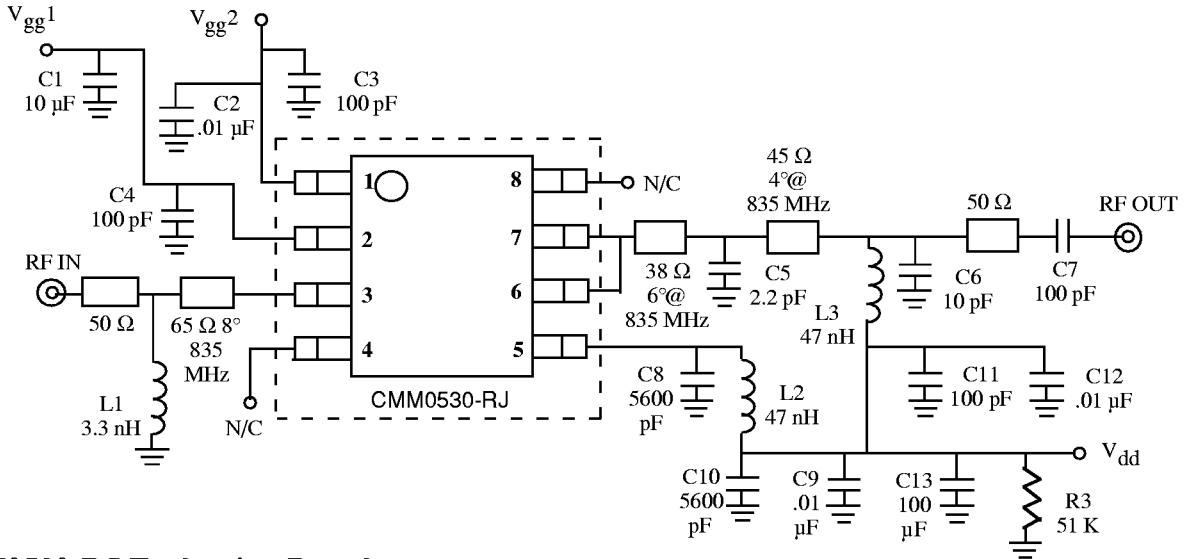 Vgg1
Vgg2
C1
10 µF
C2
.01 µF
C3
100 pF
C4
100 pF
RF IN
50 Ω
65 Ω 8°
835
MHz
L1
3.3 nH
N/C
1
2
3
4
8
7
6
5
CMM0530-RJ
N/C
38 Ω
6°@
835 MHz
45 Ω
4°@
835 MHz
C5
2.2 pF
L3
47 nH
C6
10 pF
50 Ω
C7
100 pF
RF OUT
C8
5600
pF
L2
47 nH
C11
100 pF
C12
.01 µF
Vdd
C10
5600
pF
C9
.01
µF
C13
100
µF
R3
51 K